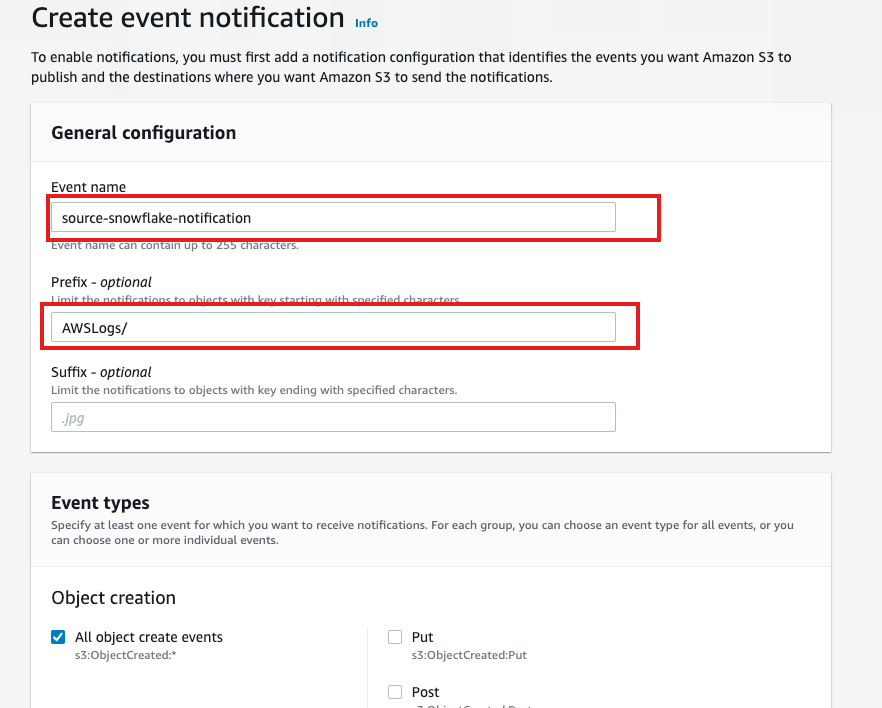 Create event notification Info
To enable notifications, you must first add a notification configuration that identifies the events you want Amazon S3 to
publish and the destinations where you want Amazon S3 to send the notifications.
General configuration
Event name
source-snowflake-notification
Event name can contain up to 255 characters.
Prefix - optional
Limit the notifications to objects with key starting with specified characters.
AWSLogs/
Suffix - optional
Limit the notifications to objects with key ending with specified characters.
.jpg
Event types
Specify at least one event for which you want to receive notifications. For each group, you can choose an event type for all events, or you
can choose one or more individual events.
Object creation
All object create events
s3:ObjectCreated:*
Put
s3:ObjectCreated:Put
Post